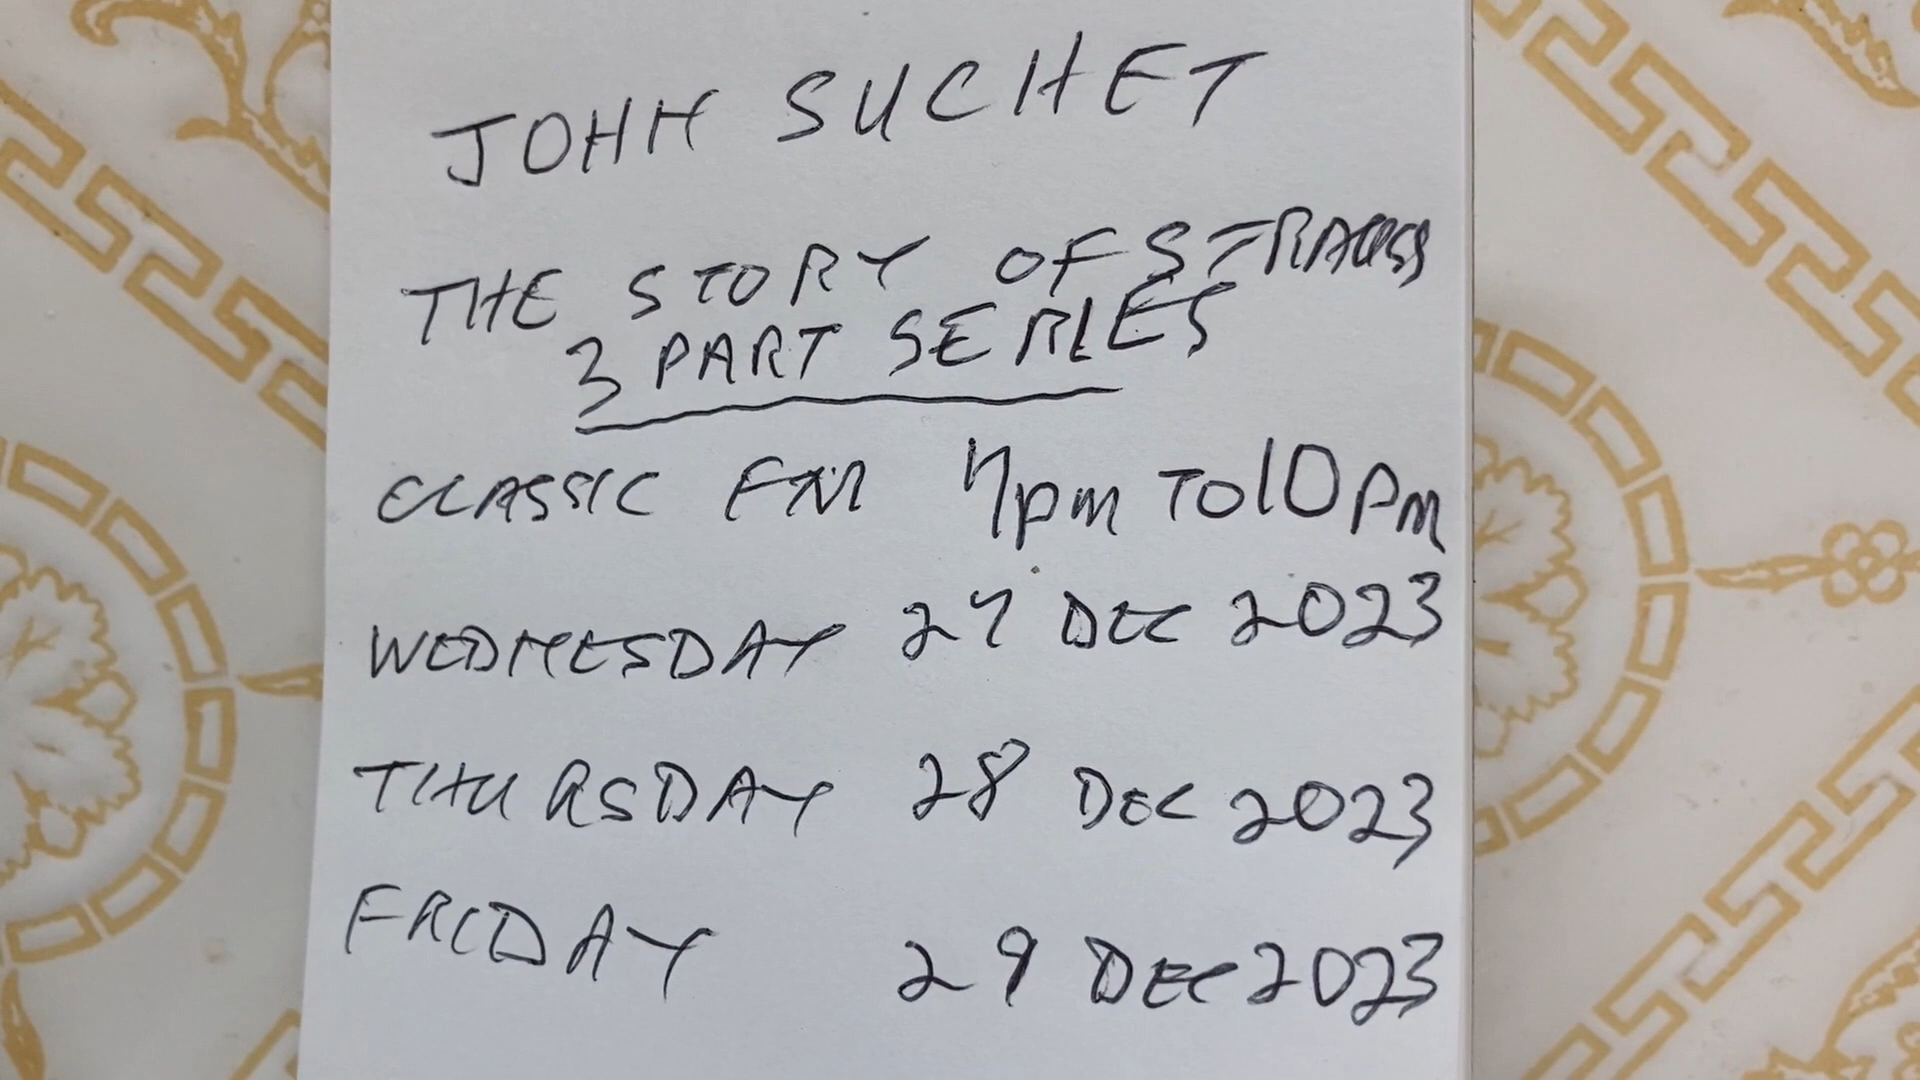 JOHN SUCHET
THE STORY OF STRAUSS
3 PART SERIES
CLASSIC FM 7pm TO 10pm
WEDNESDAY 27 DEC 2023
THURSDAY 28 DEC 2023
FRIDAY 29 DEC 2023